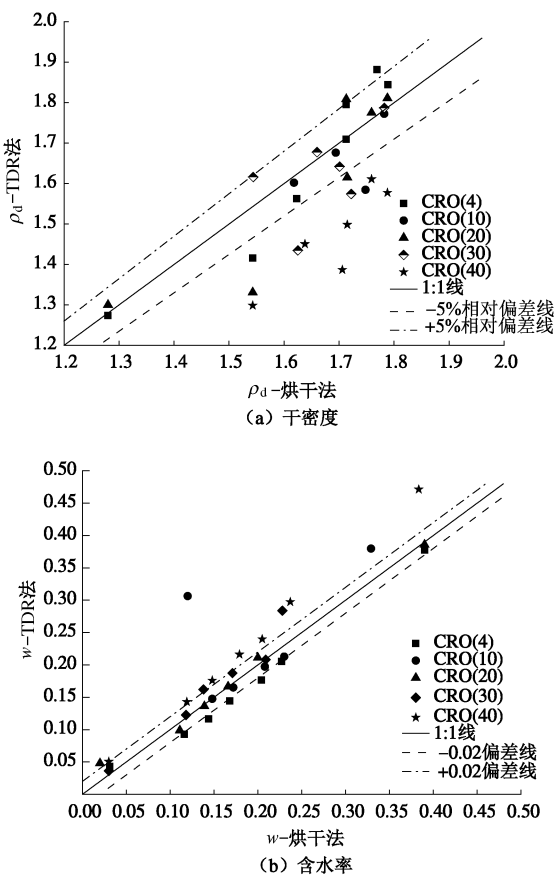 2.0
1.9
1.8
1.7
1.6
1.5
1.4
1.3
1.2
ρd-TDR法
CRO(4)
CRO(10)
CRO(20)
CRO(30)
CRO(40)
1:1线
-5%相对偏差线
+5%相对偏差线
1.2 1.3 1.4 1.5 1.6 1.7 1.8 1.9 2.0
ρd-烘干法
(a) 干密度
0.50
0.45
0.40
0.35
0.30
0.25
0.20
0.15
0.10
0.05
w-TDR法
CRO(4)
CRO(10)
CRO(20)
CRO(30)
CRO(40)
1:1线
-0.02偏差线
+0.02偏差线
0.00 0.05 0.10 0.15 0.20 0.25 0.30 0.35 0.40 0.45 0.50
w-烘干法
(b) 含水率